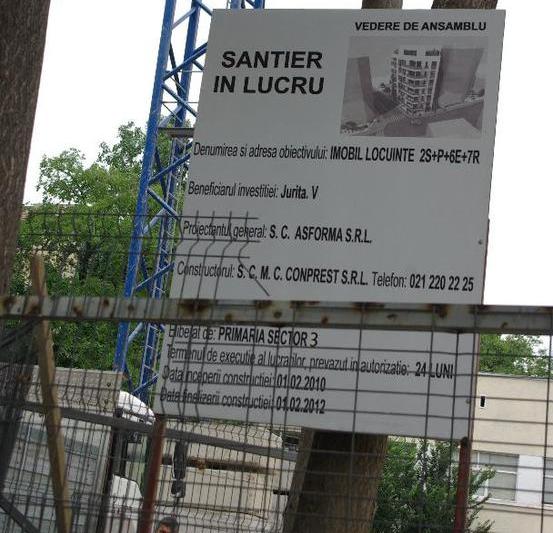 VEDERE DE ANSAMBLU
SANTIER
IN LUCRU
Denumirea si adresa obiectivului: IMOBIL LOCUINTE 2S+P+6E+7R
Beneficiarul investitiei: Jurita. V
Proiectantul general: S. C. ASFORMA S.R.L.
Constructorul: S. C. M. C. CONPREST S.R.L. Telefon: 021 220 22 25
Eliberat de: PRIMARIA SECTOR 3
Termenul de executie al lucrarilor, prevazut in autorizatie: 24 LUNI
Data inceperii constructiei: 01.02.2010
Data finalizerii constructiei: 01.02.2012